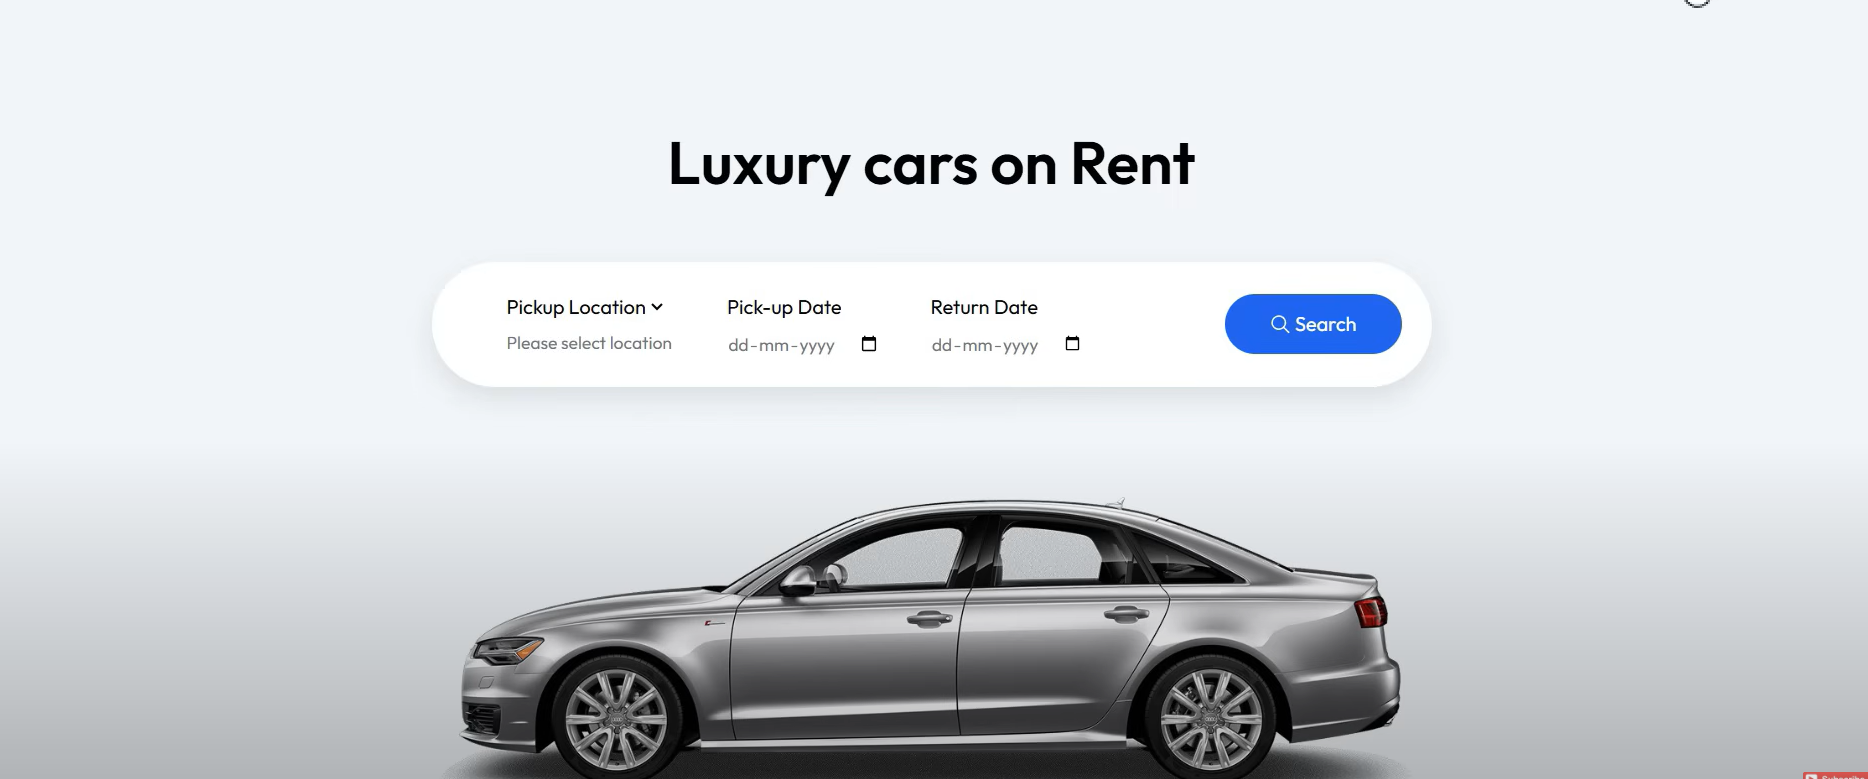 Luxury cars on Rent
Pickup Location
Pick-up Date
Return Date
Search
Please select location
dd-mm-yyyy
dd-mm-yyyy